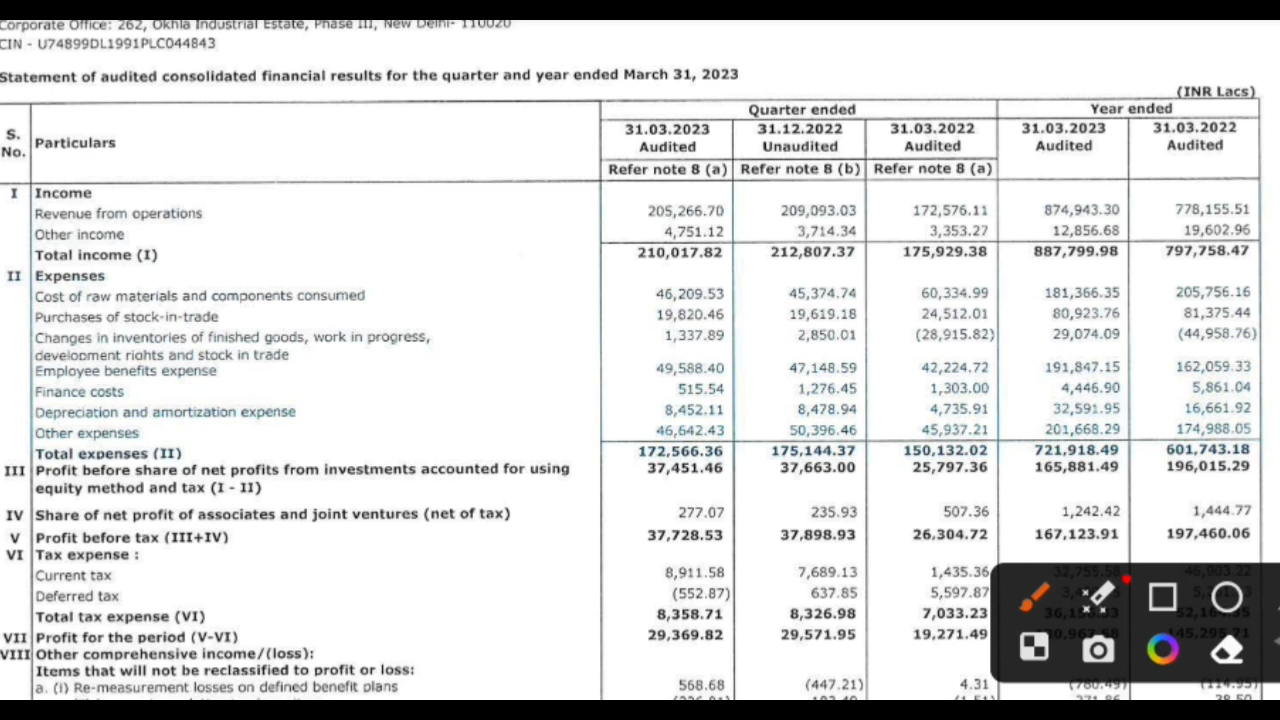 Corporate Office: 262, Okhla Industrial Estate, Phase III, New Delhi- 110020
CIN - U74899DL1991PLC044843
Statement of audited consolidated financial results for the quarter and year ended March 31, 2023
(INR Lacs)
S. No. Particulars Quarter ended Year ended
31.03.2023 31.12.2022 31.03.2022 31.03.2023 31.03.2022
Audited Unaudited Audited Audited Audited
Refer note 8 (a) Refer note 8 (b) Refer note 8 (a)
I Income
Revenue from operations 205,266.70 209,093.03 172,576.11 874,943.30 778,155.51
Other income 4,751.12 3,714.34 3,353.27 12,856.68 19,602.96
Total income (I) 210,017.82 212,807.37 175,929.38 887,799.98 797,758.47
II Expenses
Cost of raw materials and components consumed 46,209.53 45,374.74 60,334.99 181,366.35 205,756.16
Purchases of stock-in-trade 19,820.46 19,619.18 24,512.01 80,923.76 81,375.44
Changes in inventories of finished goods, work in progress, 1,337.89 2,850.01 (28,915.82) 29,074.09 (44,958.76)
development rights and stock in trade
Employee benefits expense 49,588.40 47,148.59 42,224.72 191,847.15 162,059.33
Finance costs 515.54 1,276.45 1,303.00 4,446.90 5,861.04
Depreciation and amortization expense 8,452.11 8,478.94 4,735.91 32,591.95 16,661.92
Other expenses 46,642.43 50,396.46 45,937.21 201,668.29 174,988.05
Total expenses (II) 172,566.36 175,144.37 150,132.02 721,918.49 601,743.18
III Profit before share of net profits from investments accounted for using 37,451.46 37,663.00 25,797.36 165,881.49 196,015.29
equity method and tax (I - II)
IV Share of net profit of associates and joint ventures (net of tax) 277.07 235.93 507.36 1,242.42 1,444.77
V Profit before tax (III+IV) 37,728.53 37,898.93 26,304.72 167,123.91 197,460.06
VI Tax expense :
Current tax 8,911.58 7,689.13 1,435.36
Deferred tax (552.87) 637.85 5,597.87
Total tax expense (VI) 8,358.71 8,326.98 7,033.23
VII Profit for the period (V-VI) 29,369.82 29,571.95 19,271.49
VIII Other comprehensive income/(loss):
Items that will not be reclassified to profit or loss:
a. (i) Re-measurement losses on defined benefit plans 568.68 (447.21) 4.31 (780.49) (114.95)